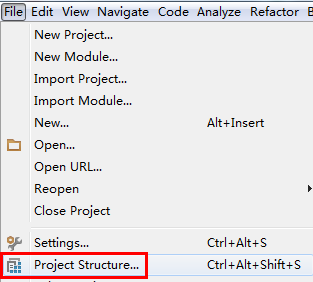 File Edit View Navigate Code Analyze Refactor
New Project...
New Module...
Import Project...
Import Module...
New... Alt+Insert
Open...
Open URL...
Reopen
Close Project
Settings... Ctrl+Alt+S
Project Structure... Ctrl+Alt+Shift+S